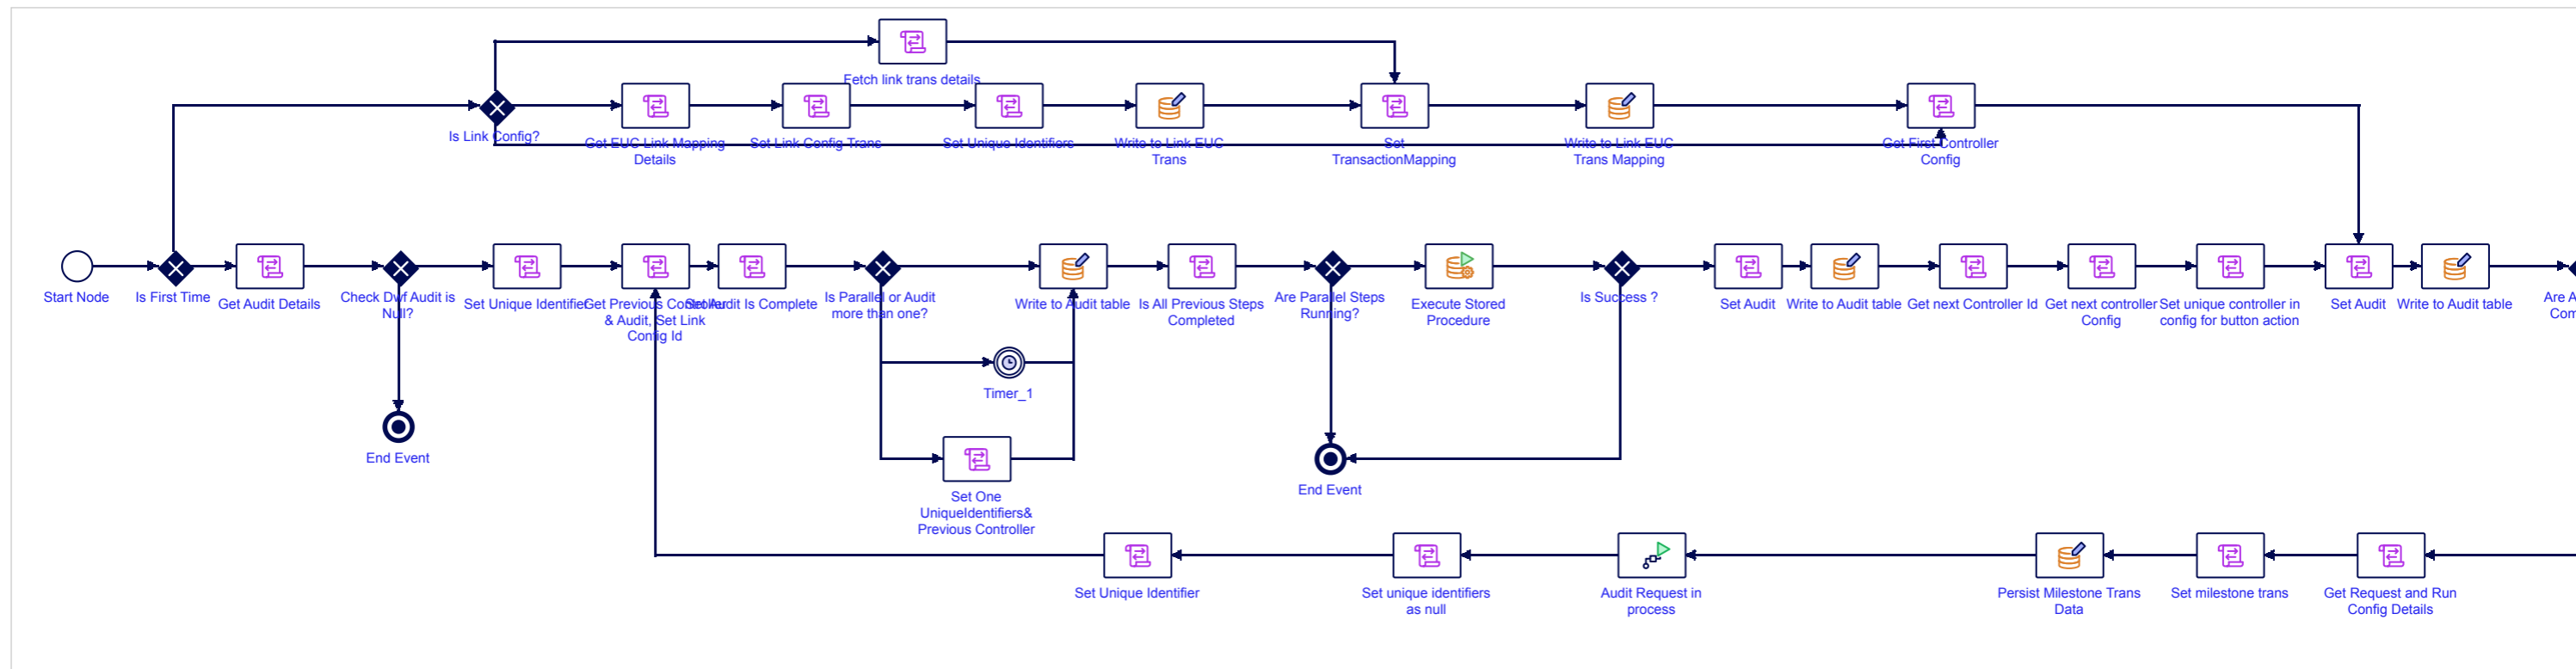 Fetch link trans details
Is Link Config?
Get EUC Link Mapping
Details
Set Link Config Trans
Set Unique Identifiers
Write to Link EUC
Trans
Set
TransactionMapping
Write to Link EUC
Trans Mapping
Get First Controller
Config
Start Node
Is First Time
Get Audit Details
Check Dwf Audit is
Null?
Set Unique Identifier
Get Previous Controller
& Audit, Set Link
Config Id
Set Audit Is Complete
Is Parallel or Audit
more than one?
Write to Audit table
Is All Previous Steps
Completed
Are Parallel Steps
Running?
Execute Stored
Procedure
Is Success ?
Set Audit
Write to Audit table
Get next Controller Id
Get next controller
Config
Set unique controller in
config for button action
Set Audit
Write to Audit table
Are A
Com
Timer_1
End Event
Set One
UniqueIdentifiers&
Previous Controller
End Event
Set Unique Identifier
Set unique identifiers
as null
Audit Request in
process
Persist Milestone Trans
Data
Set milestone trans
Get Request and Run
Config Details